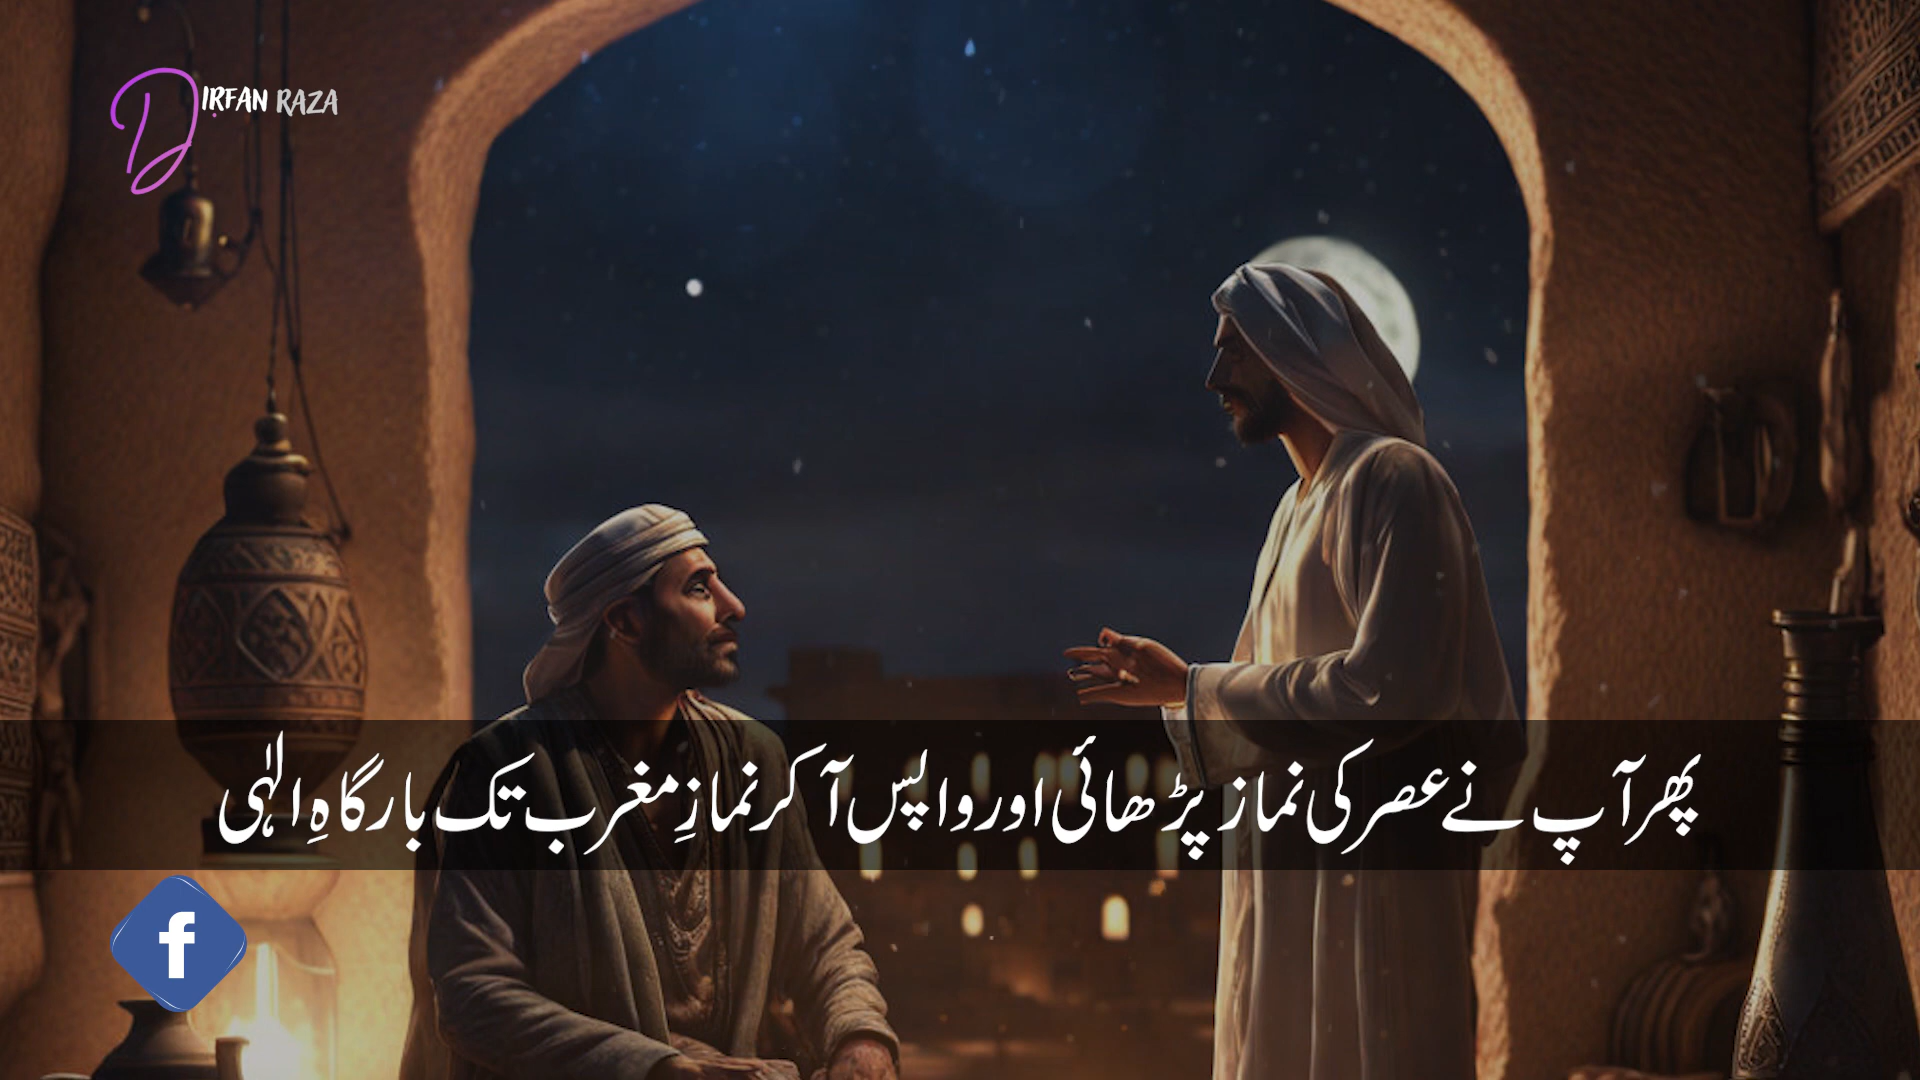 IRFAN RAZA
پھر آپ نے عصر کی نماز پڑھائی اور واپس آ کر نمازِ مغرب تک بارگاہِ الٰہی
f